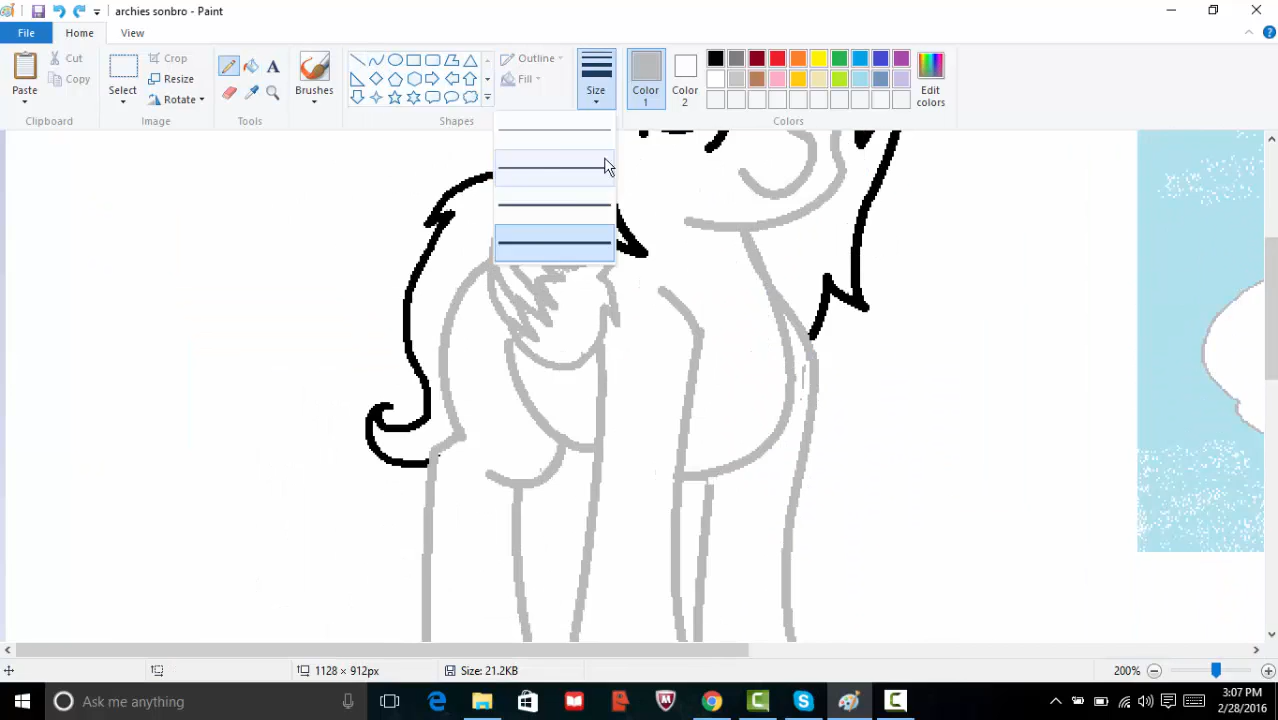 archies sonbro - Paint
File Home View
Paste
Cut
Copy
Clipboard
Select
Crop
Resize
Rotate
Image
A
Tools
Brushes
Shapes
Outline
Fill
Size
Color 1
Color 2
Edit colors
Colors
1128 × 912px
Size: 21.2KB
200%
Ask me anything
3:07 PM
2/28/2016